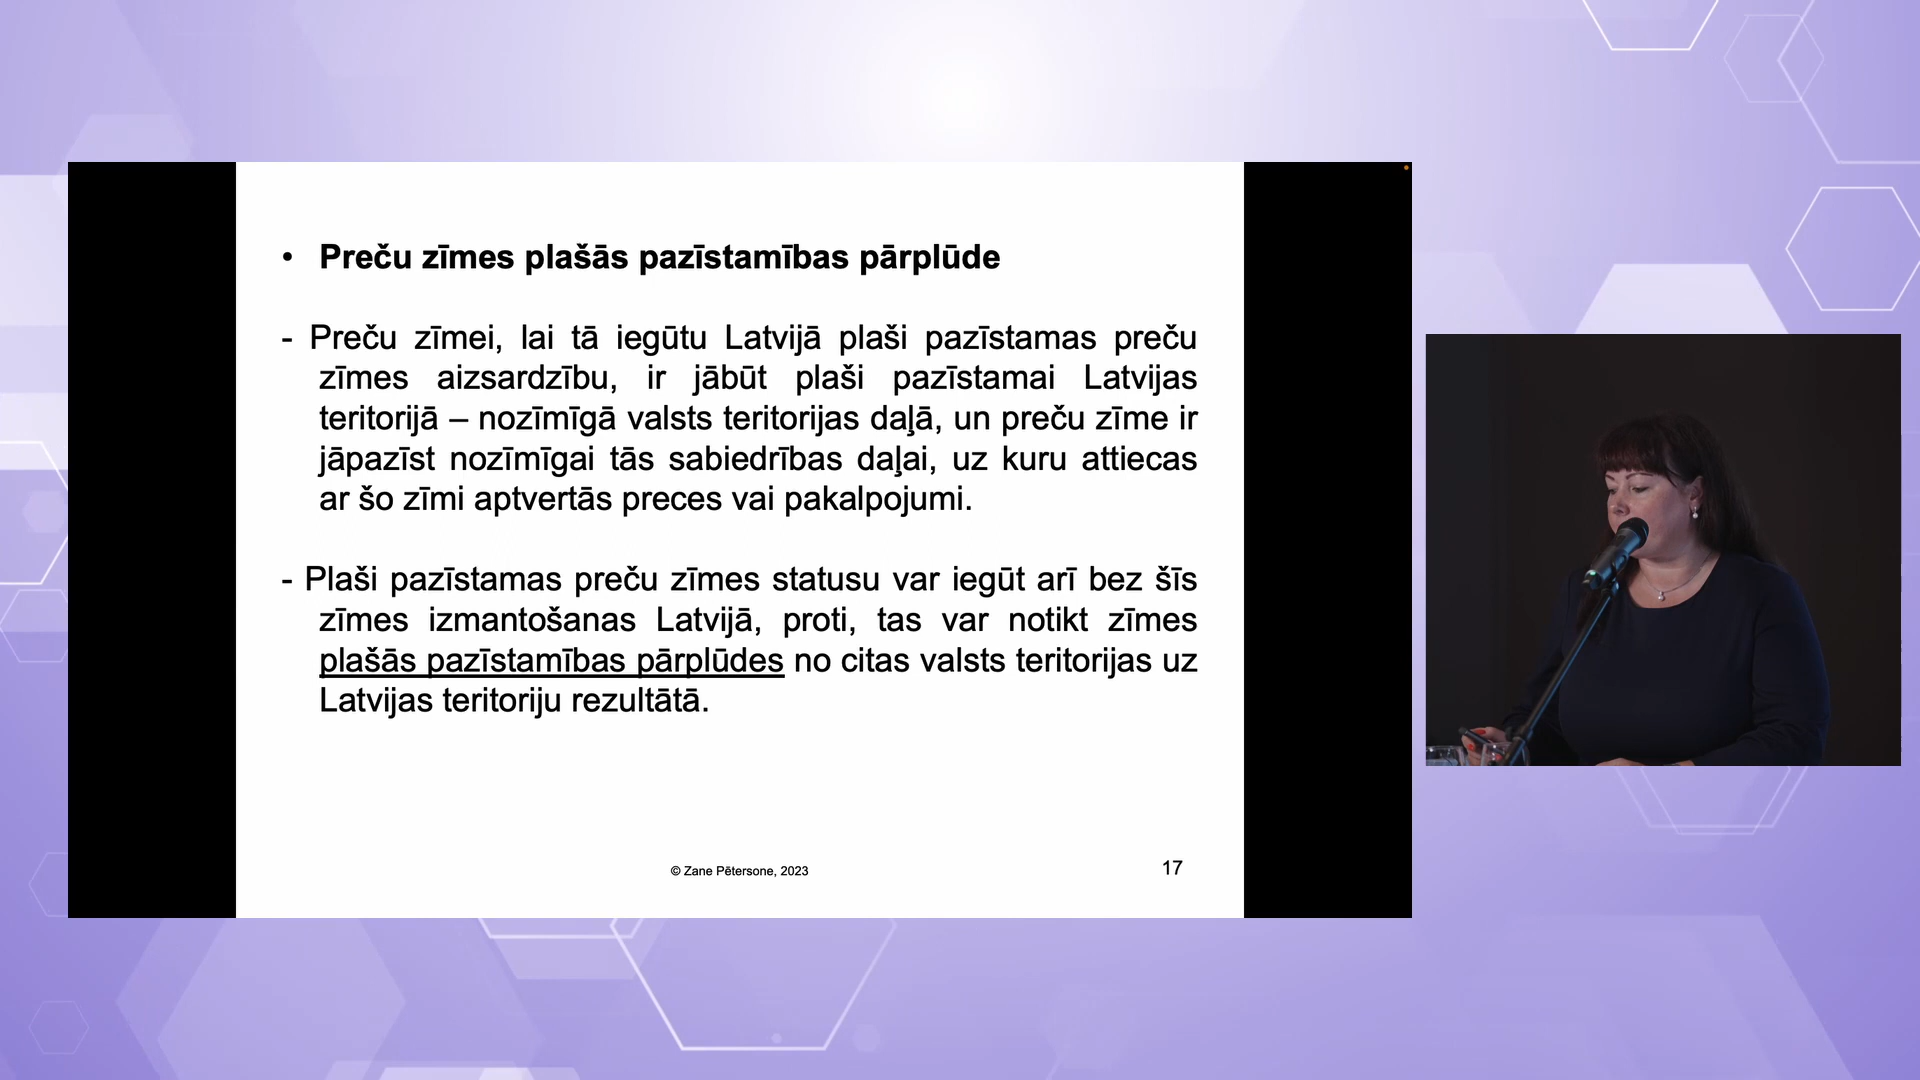 • Preču zīmes plašās pazīstamības pārplūde
- Preču zīmei, lai tā iegūtu Latvijā plaši pazīstamas preču
zīmes aizsardzību, ir jābūt plaši pazīstamai Latvijas
teritorijā – nozīmīgā valsts teritorijas daļā, un preču zīme ir
jāpazīst nozīmīgai tās sabiedrības daļai, uz kuru attiecas
ar šo zīmi aptvertās preces vai pakalpojumi.
- Plaši pazīstamas preču zīmes statusu var iegūt arī bez šīs
zīmes izmantošanas Latvijā, proti, tas var notikt zīmes
plašās pazīstamības pārplūdes no citas valsts teritorijas uz
Latvijas teritoriju rezultātā.
© Zane Pētersone, 2023
17